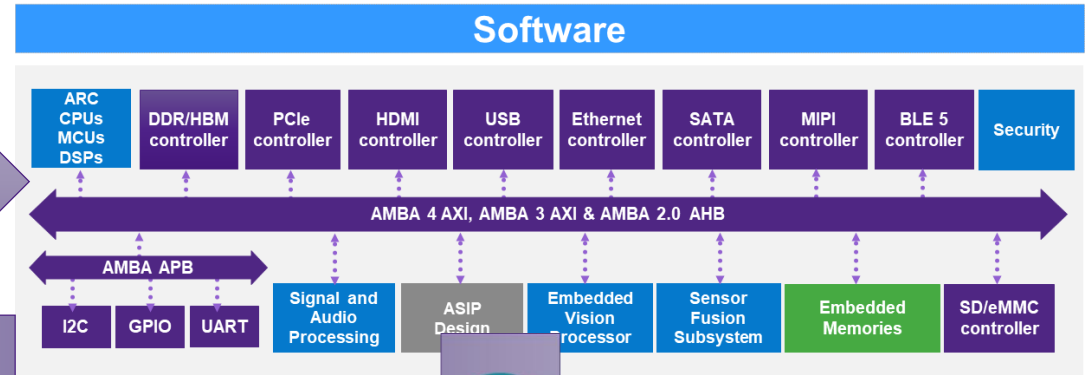 Software
ARC
CPUs
MCUs
DSPs
DDR/HBM
controller
PCIe
controller
HDMI
controller
USB
controller
Ethernet
controller
SATA
controller
MIPI
controller
BLE 5
controller
Security
AMBA 4 AXI, AMBA 3 AXI & AMBA 2.0 AHB
AMBA APB
I2C
GPIO
UART
Signal and
Audio
Processing
ASIP
Design
Embedded
Vision
Processor
Sensor
Fusion
Subsystem
Embedded
Memories
SD/eMMC
controller